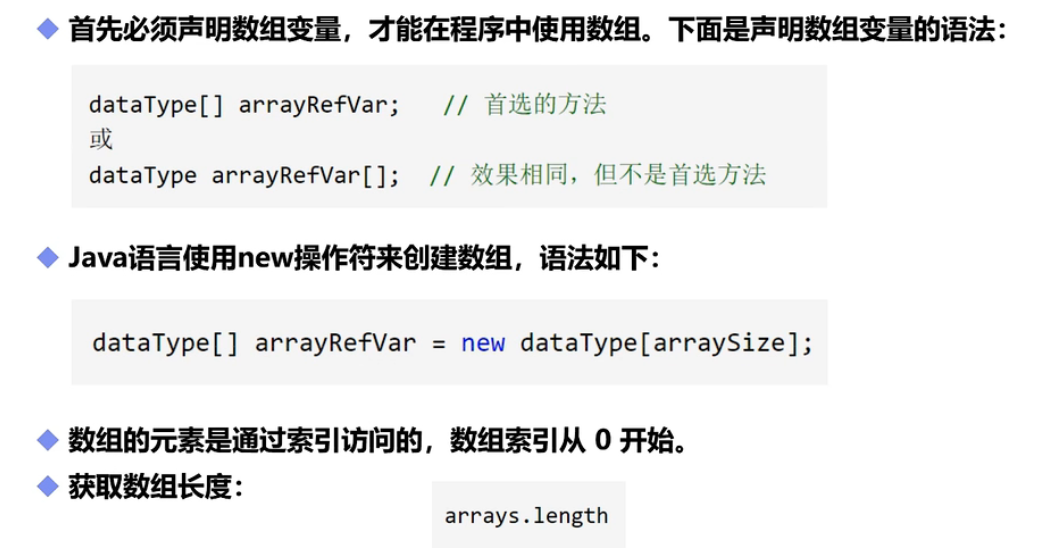 首先必须声明数组变量，才能在程序中使用数组。下面是声明数组变量的语法：
dataType[] arrayRefVar;   // 首选的方法
或
dataType arrayRefVar[];  // 效果相同，但不是首选方法
Java语言使用new操作符来创建数组，语法如下：
dataType[] arrayRefVar = new dataType[arraySize];
数组的元素是通过索引访问的，数组索引从 0 开始。
获取数组长度：
arrays.length